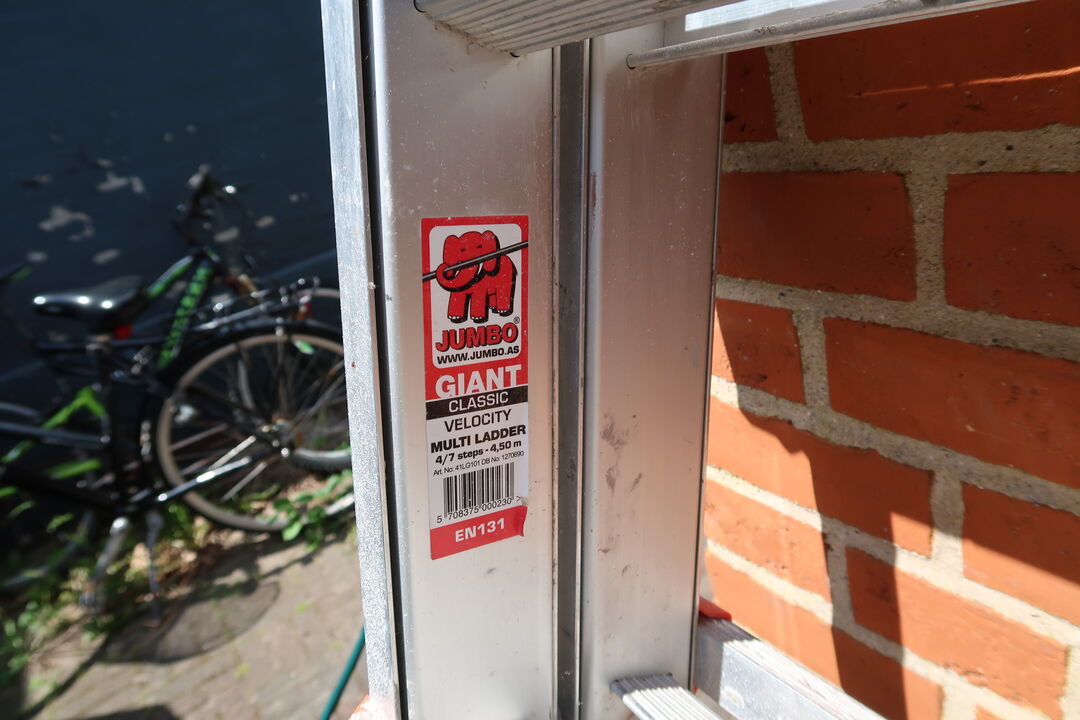 JUMBO®
WWW.JUMBO.AS
GIANT
CLASSIC
VELOCITY
MULTI LADDER
4/7 steps - 4,50 m
Art. No: 41LG101 DB No: 1270690
5 708375 000230 >
EN131